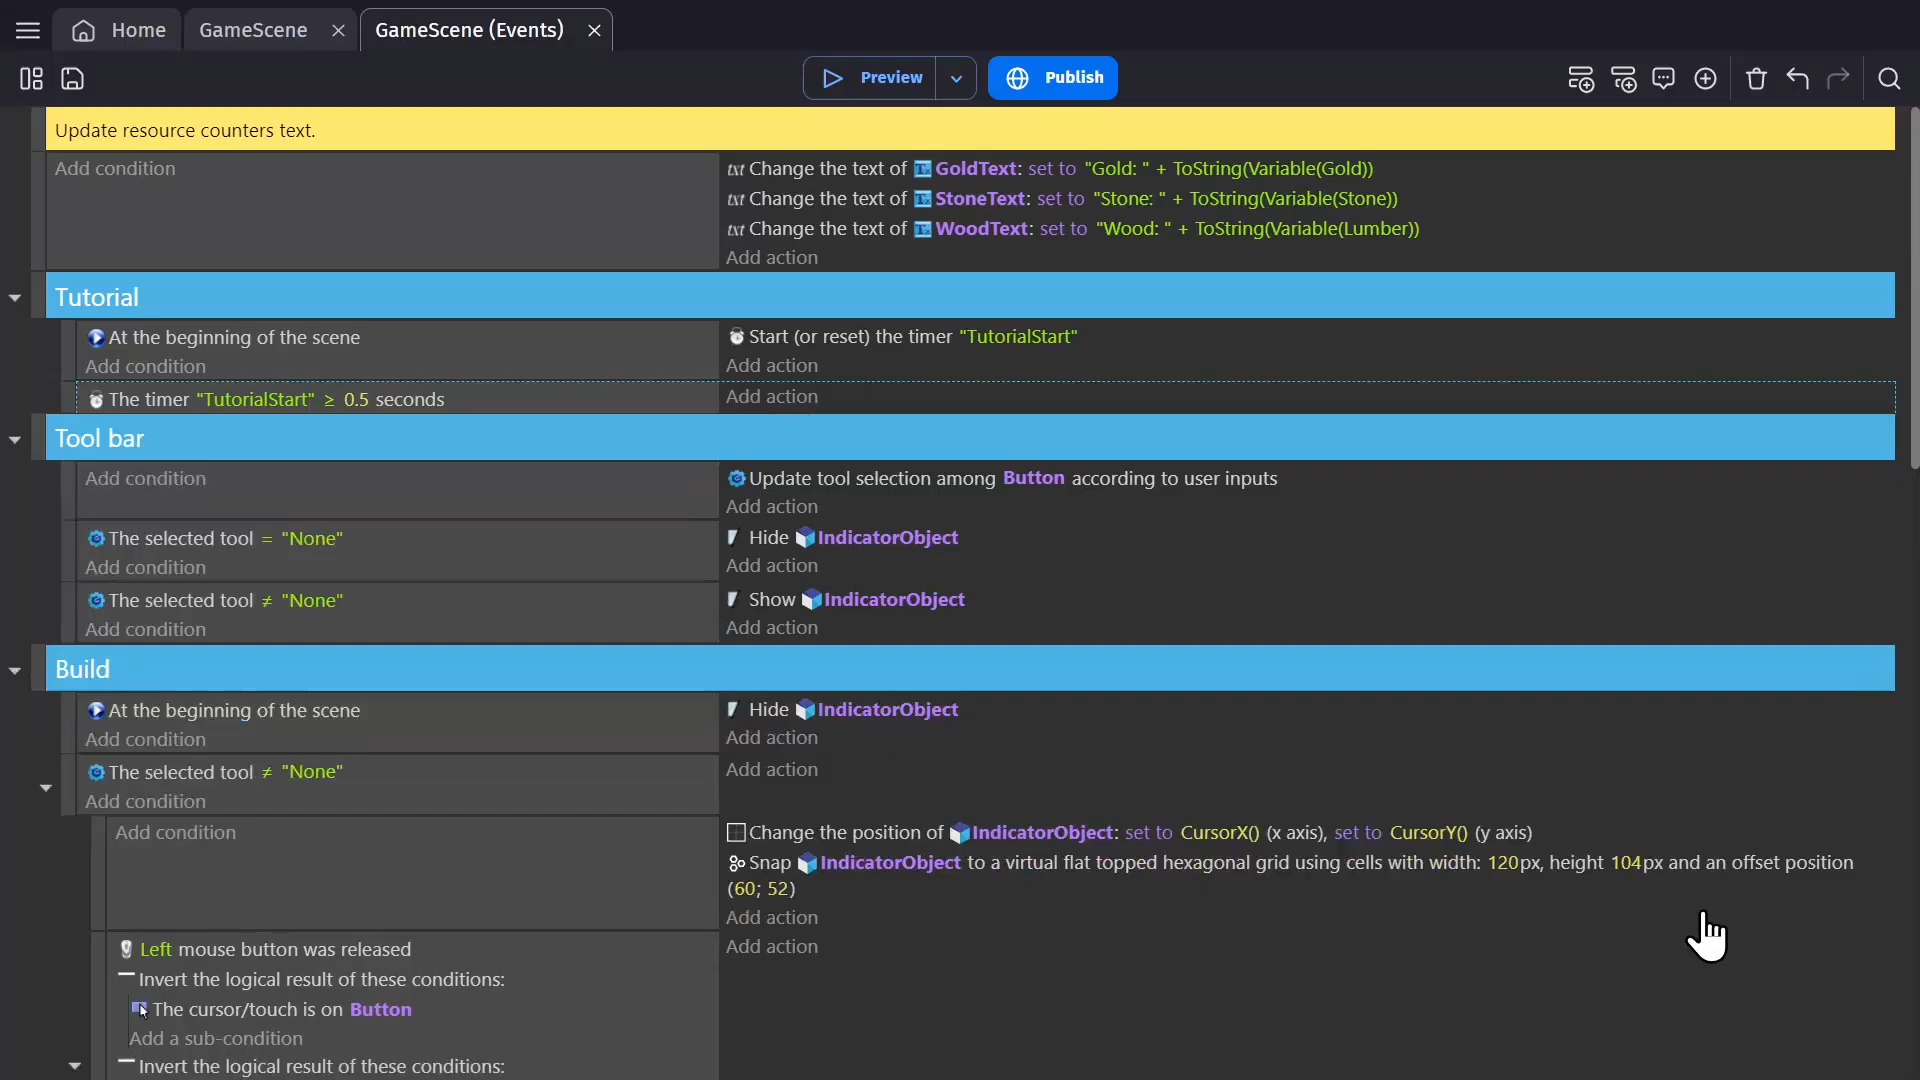 Home
GameScene
GameScene (Events)
Preview
Publish
Update resource counters text.
Add condition
Change the text of GoldText: set to "Gold: " + ToString(Variable(Gold))
Change the text of StoneText: set to "Stone: " + ToString(Variable(Stone))
Change the text of WoodText: set to "Wood: " + ToString(Variable(Lumber))
Add action
Tutorial
At the beginning of the scene
Start (or reset) the timer "TutorialStart"
Add condition
Add action
The timer "TutorialStart" ≥ 0.5 seconds
Add action
Tool bar
Add condition
Update tool selection among Button according to user inputs
Add action
The selected tool = "None"
Hide IndicatorObject
Add condition
Add action
The selected tool ≠ "None"
Show IndicatorObject
Add condition
Add action
Build
At the beginning of the scene
Hide IndicatorObject
Add condition
Add action
The selected tool ≠ "None"
Add action
Add condition
Add condition
Change the position of IndicatorObject: set to CursorX() (x axis), set to CursorY() (y axis)
Snap IndicatorObject to a virtual flat topped hexagonal grid using cells with width: 120px, height 104px and an offset position
(60; 52)
Add action
Left mouse button was released
Add action
Invert the logical result of these conditions:
The cursor/touch is on Button
Add a sub-condition
Invert the logical result of these conditions: